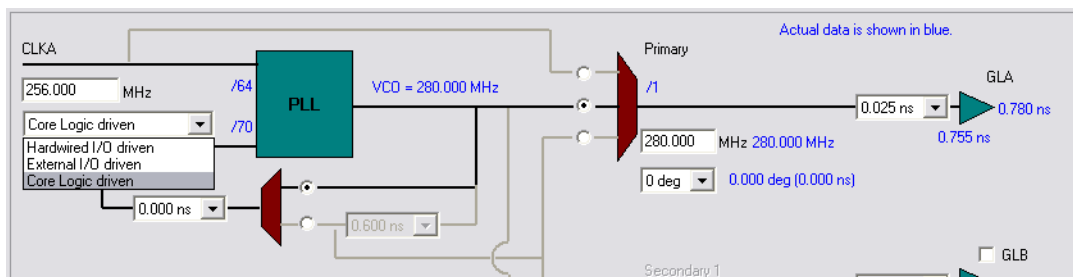 Actual data is shown in blue.
CLKA
Primary
256.000 MHz
/64
PLL
VCO = 280.000 MHz
/1
GLA
0.025 ns
0.780 ns
Core Logic driven
/70
Hardwired I/O driven
External I/O driven
Core Logic driven
280.000 MHz 280.000 MHz
0.755 ns
0 deg
0.000 deg (0.000 ns)
0.000 ns
0.600 ns
GLB
Secondary 1